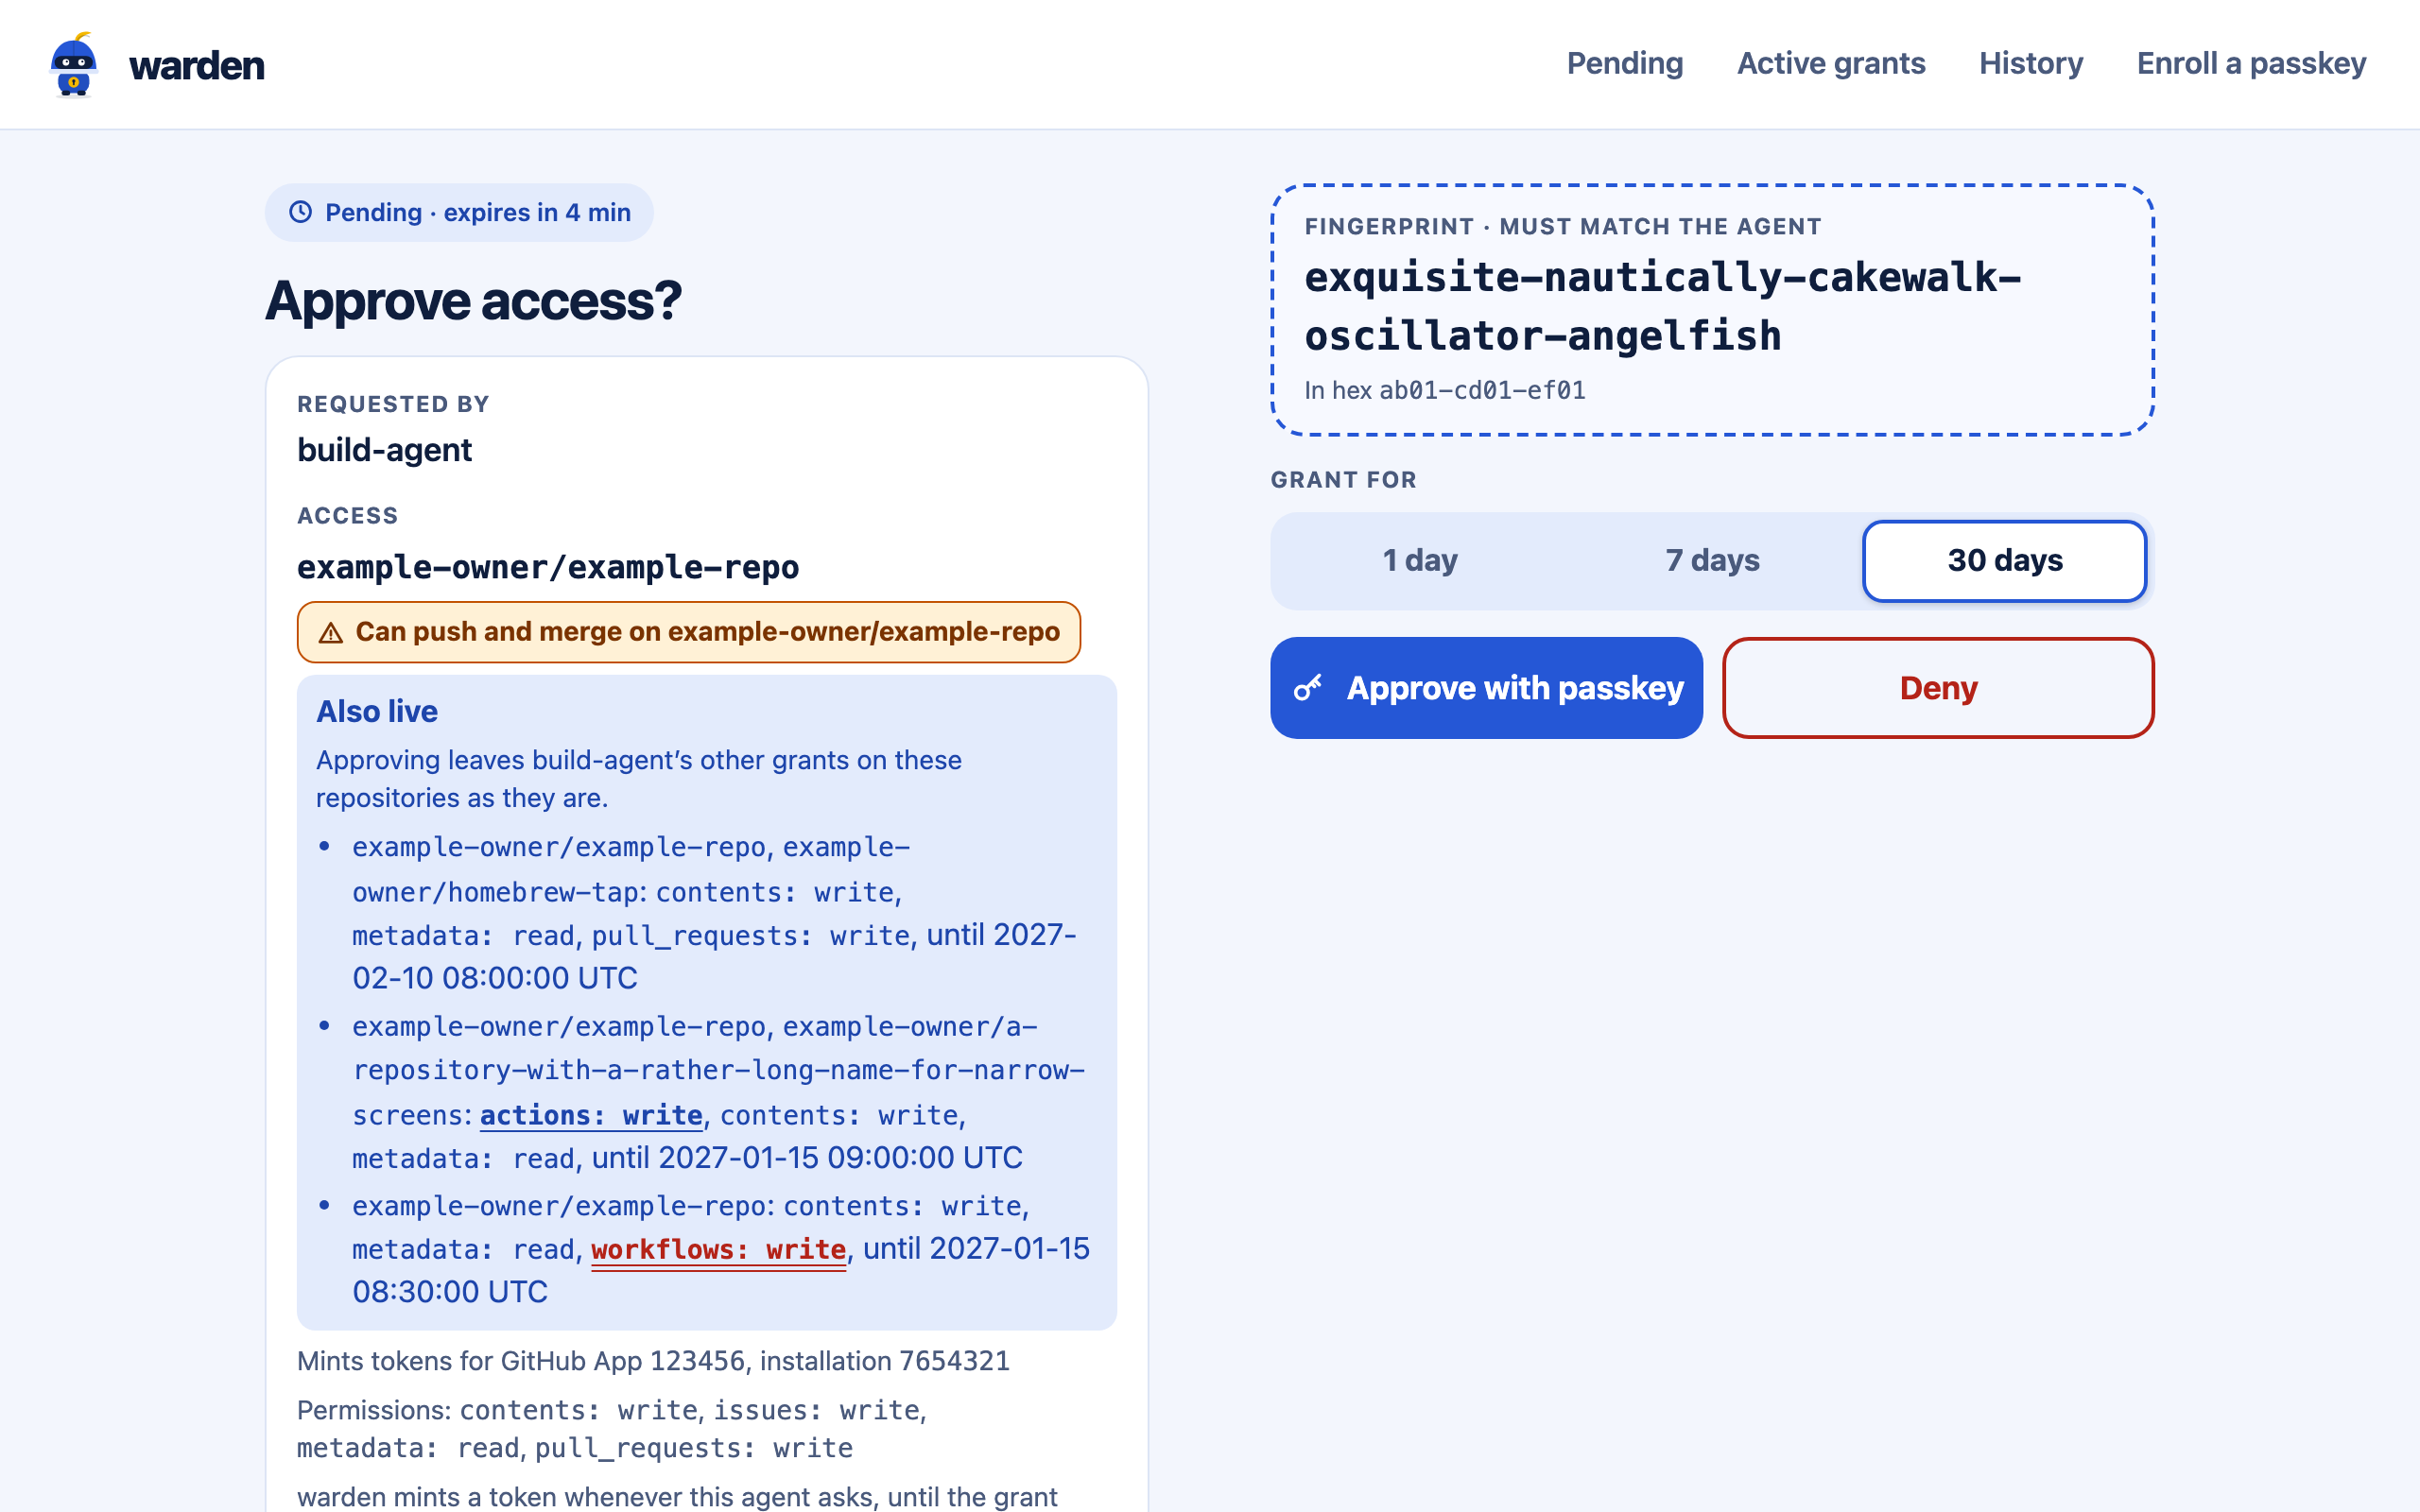 warden
Pending
Active grants
History
Enroll a passkey
Pending · expires in 4 min
Approve access?
REQUESTED BY
build-agent
ACCESS
example-owner/example-repo
Can push and merge on example-owner/example-repo
Also live
Approving leaves build-agent’s other grants on these
repositories as they are.
• example-owner/example-repo, example-
owner/homebrew-tap: contents: write,
metadata: read, pull_requests: write, until 2027-
02-10 08:00:00 UTC
• example-owner/example-repo, example-owner/a-
repository-with-a-rather-long-name-for-narrow-
screens: actions: write, contents: write,
metadata: read, until 2027-01-15 09:00:00 UTC
• example-owner/example-repo: contents: write,
metadata: read, workflows: write, until 2027-01-15
08:30:00 UTC
Mints tokens for GitHub App 123456, installation 7654321
Permissions: contents: write, issues: write,
metadata: read, pull_requests: write
warden mints a token whenever this agent asks, until the grant
FINGERPRINT · MUST MATCH THE AGENT
exquisite-nautically-cakewalk-
oscillator-angelfish
In hex ab01-cd01-ef01
GRANT FOR
1 day
7 days
30 days
Approve with passkey
Deny